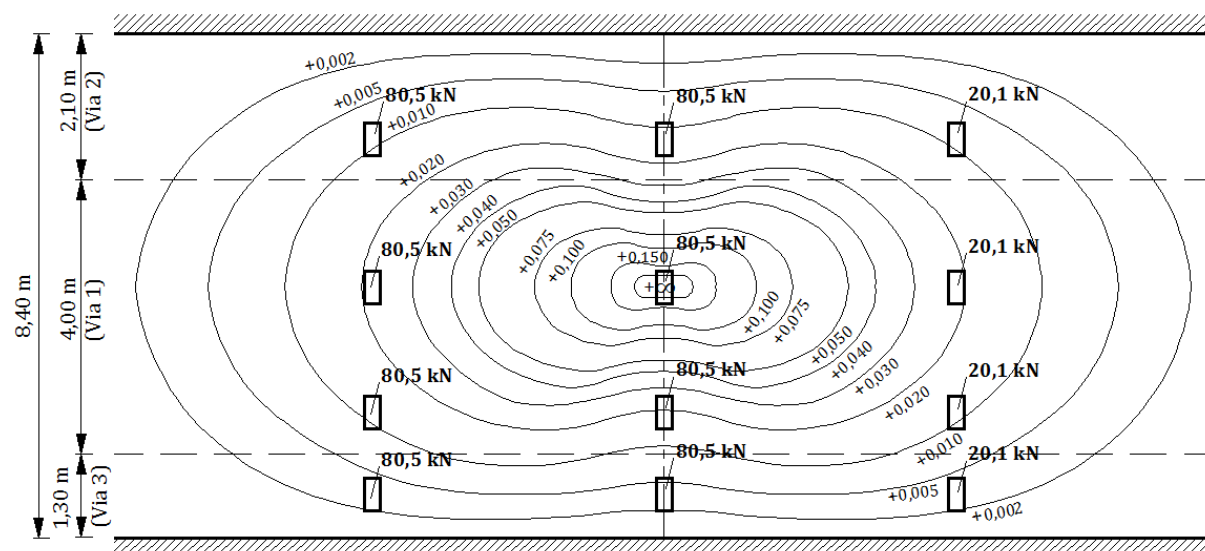 +0,002
+0,005
80,5 kN
80,5 kN
20,1 kN
+0,010
2,10 m
(Via 2)
+0,020
+0,030
+0,040
+0,050
80,5 kN
+0,075
+0,100
+0,150
80,5 kN
20,1 kN
+∞
8,40 m
4,00 m
(Via 1)
+0,100
+0,075
+0,050
+0,040
+0,030
+0,020
80,5 kN
80,5 kN
20,1 kN
+0,010
80,5 kN
80,5 kN
20,1 kN
1,30 m
(Via 3)
+0,005
+0,002